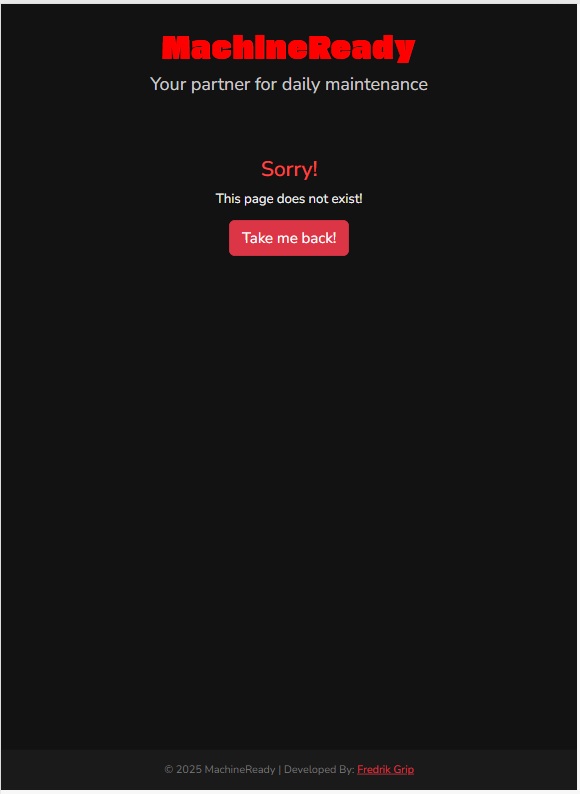 MachineReady
Your partner for daily maintenance
Sorry!
This page does not exist!
Take me back!
© 2025 MachineReady | Developed By: Fredrik Grip